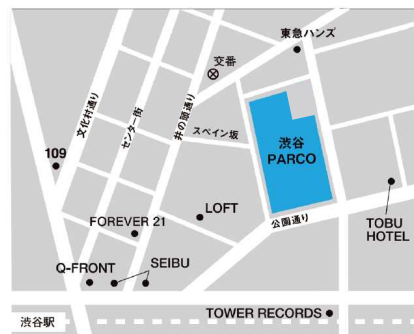 東急ハンズ
交番
文化村通り
センター街
井の頭通り
スペイン坂
渋谷
PARCO
109
LOFT
FOREVER 21
公園通り
TOBU
HOTEL
Q-FRONT
SEIBU
TOWER RECORDS
渋谷駅